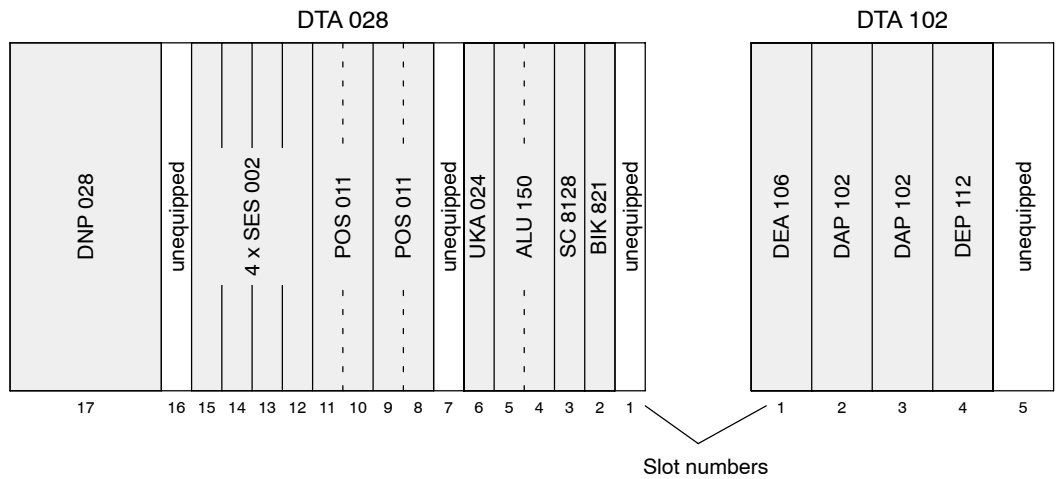 DTA 028
DTA 102
DNP 028
unequipped
4 x SES 002
POS 011
POS 011
unequipped
UKA 024
ALU 150
SC 8128
BIK 821
unequipped
DEA 106
DAP 102
DAP 102
DEP 112
unequipped
17 16 15 14 13 12 11 10 9 8 7 6 5 4 3 2 1
1 2 3 4 5
Slot numbers